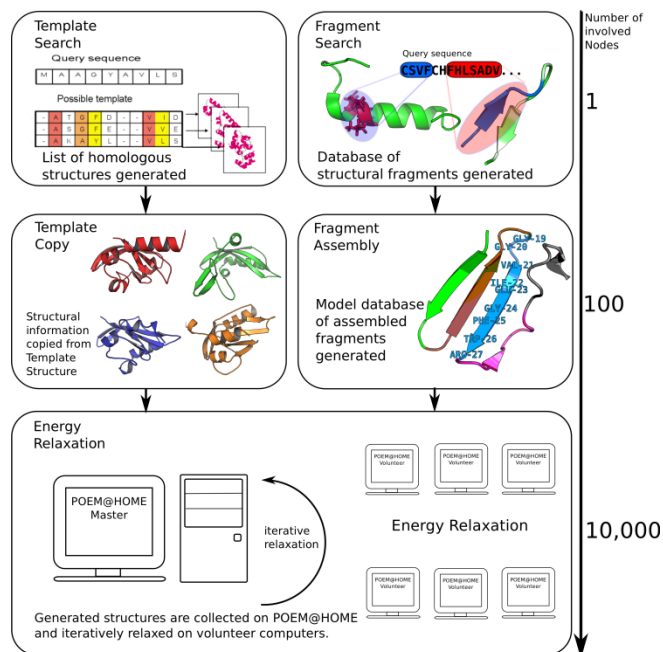 Template
Search
Query sequence
M A A G Y A V L S
Possible template
- A T G F D - - V I D
- A S G F E - - V V E
- A A Y L - - - V L S
List of homologous
structures generated
Fragment
Search
Query sequence
CSVFCHFHLSADV...
Database of
structural fragments generated
Number of
involved
Nodes
1
Template
Copy
Structural
information
copied from
Template
Structure
Fragment
Assembly
Model database
of assembled
fragments
generated
GLY-19
GLY-20
VAL-21
ILE-22
GLU-23
GLY-24
PHE-25
TRP-26
ARG-27
100
Energy
Relaxation
POEM@HOME
Master
iterative
relaxation
POEM@HOME
Volunteer
POEM@HOME
Volunteer
POEM@HOME
Volunteer
Energy Relaxation
POEM@HOME
Volunteer
POEM@HOME
Volunteer
POEM@HOME
Volunteer
10,000
Generated structures are collected on POEM@HOME
and iteratively relaxed on volunteer computers.